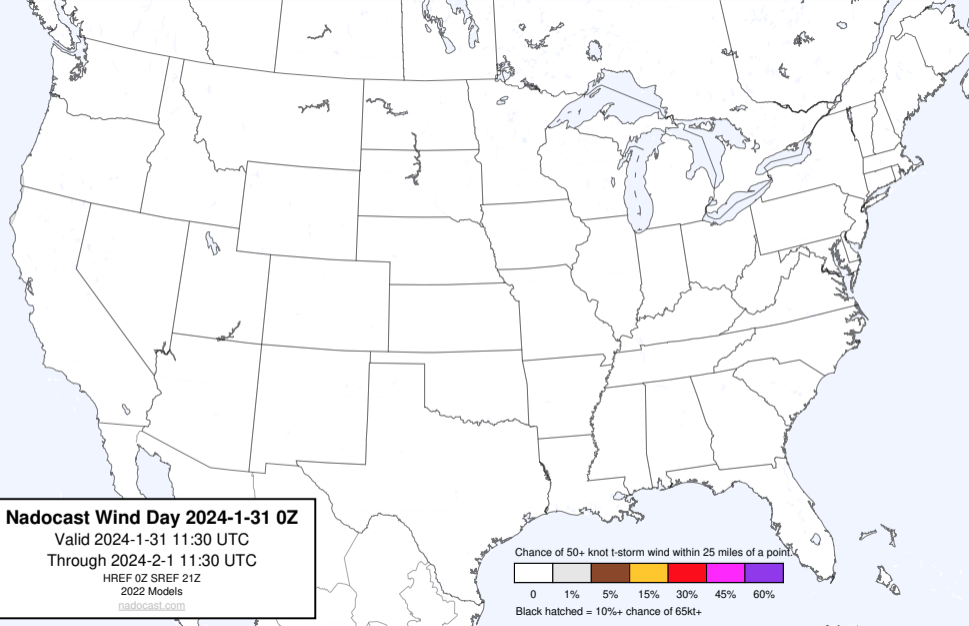 Nadocast Wind Day 2024-1-31 0Z
Valid 2024-1-31 11:30 UTC
Through 2024-2-1 11:30 UTC
HREF 0Z SREF 21Z
2022 Models
nadocast.com
Chance of 50+ knot t-storm wind within 25 miles of a point.
0 1% 5% 15% 30% 45% 60%
Black hatched = 10%+ chance of 65kt+